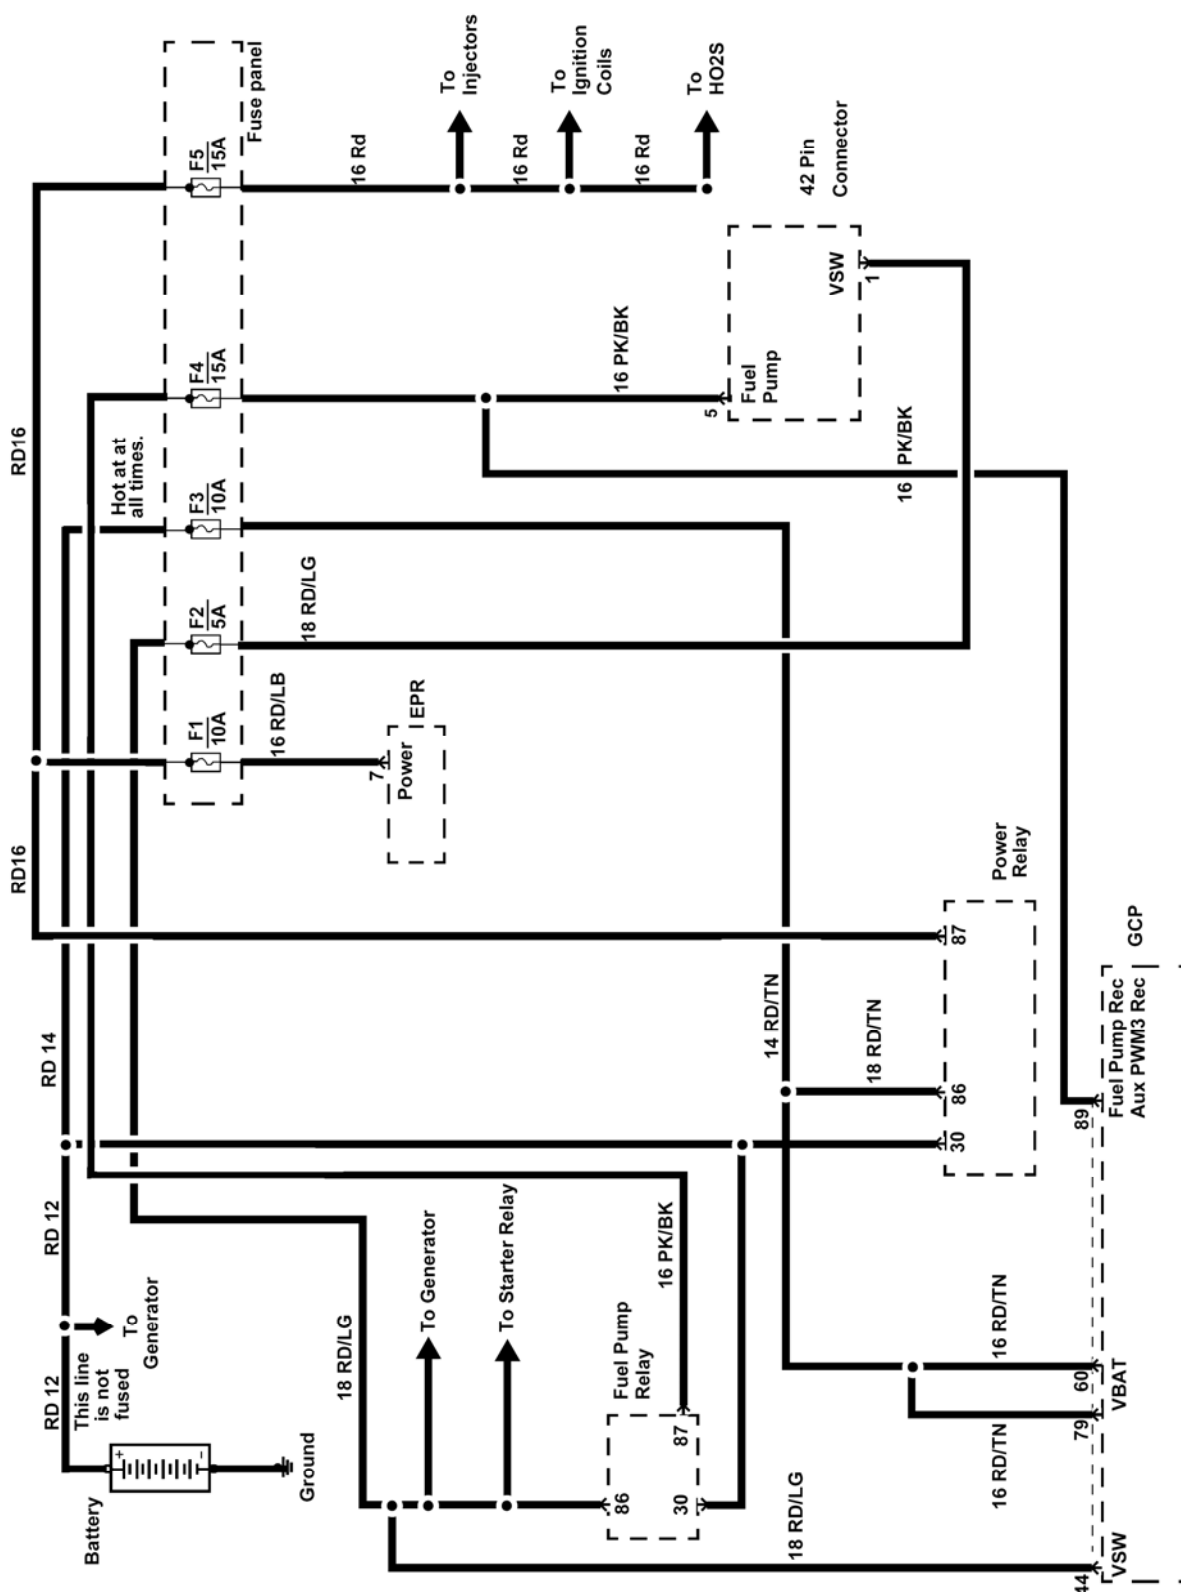 Battery
Ground
RD 12
This line
is not
fused
To
Generator
RD 12
RD 14
RD16
RD16
Hot at at
all times.
Fuse panel
F1
10A
F2
5A
F3
10A
F4
15A
F5
15A
16 RD/LB
7
Power
EPR
18 RD/LG
16 Rd
16 Rd
16 Rd
To
Injectors
To
Ignition
Coils
To
HO2S
42 Pin
Connector
VSW
1
Fuel
Pump
5
16 PK/BK
16 PK/BK
18 RD/LG
To Generator
To Starter Relay
Fuel Pump
Relay
86
30
87
16 PK/BK
14 RD/TN
18 RD/TN
Power
Relay
87
86
30
GCP
Fuel Pump Rec
Aux PWM3 Rec
89
16 RD/TN
60
VBAT
79
16 RD/TN
18 RD/LG
VSW
44